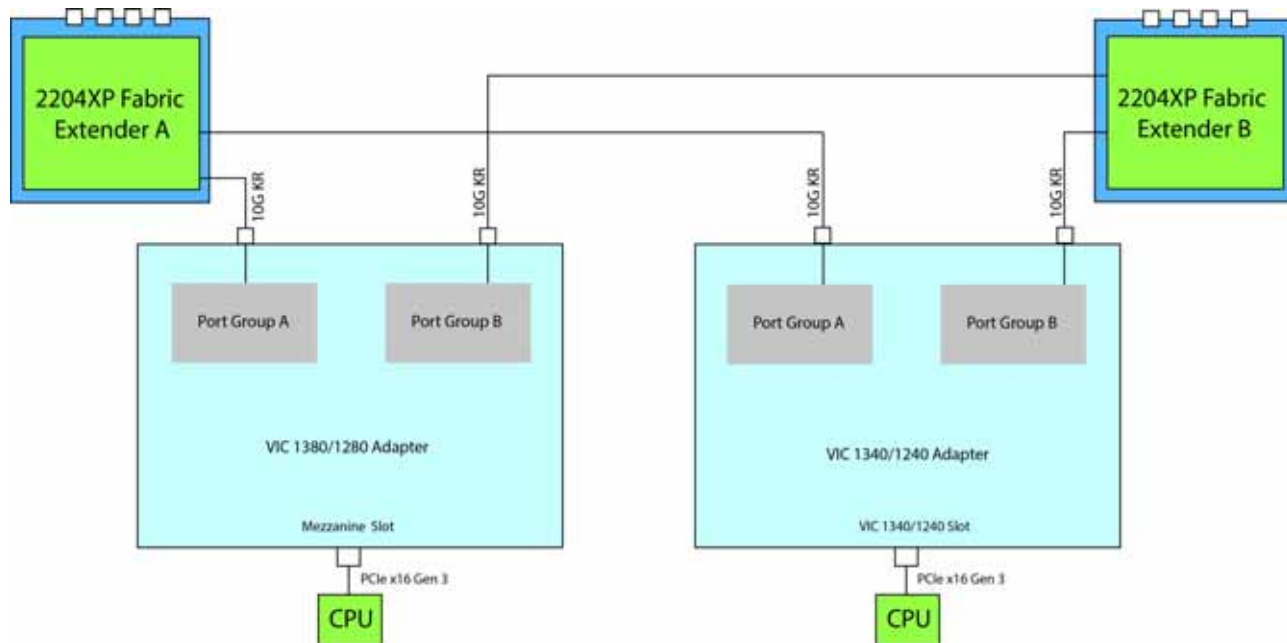 2204XP Fabric
Extender A
2204XP Fabric
Extender B
10G KR
10G KR
10G KR
10G KR
Port Group A
Port Group B
Port Group A
Port Group B
VIC 1380/1280 Adapter
VIC 1340/1240 Adapter
Mezzanine Slot
VIC 1340/1240 Slot
PCIe x16 Gen 3
PCIe x16 Gen 3
CPU
CPU